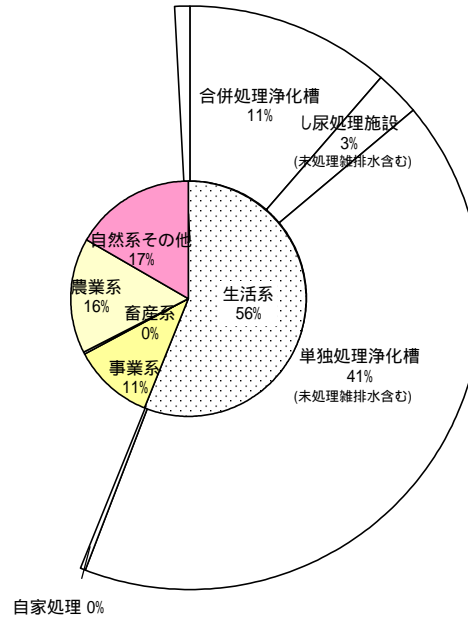 合併処理浄化槽
11%
し尿処理施設
3%
(未処理雑排水含む)
自然系その他
17%
農業系
16%
畜産系
0%
事業系
11%
生活系
56%
単独処理浄化槽
41%
(未処理雑排水含む)
自家処理 0%